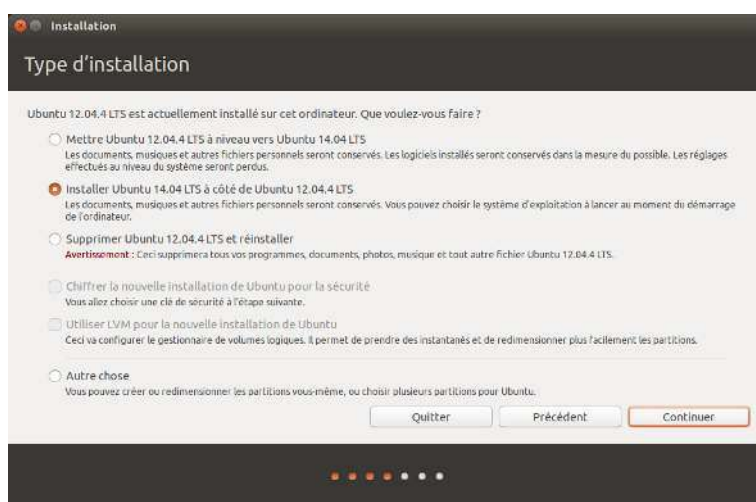 Installation
Type d'installation
Ubuntu 12.04.4 LTS est actuellement installé sur cet ordinateur. Que voulez-vous faire ?
Mettre Ubuntu 12.04.4 LTS à niveau vers Ubuntu 14.04 LTS
Les documents, musiques et autres fichiers personnels seront conservés. Les logiciels installés seront conservés dans la mesure du possible. Les réglages
effectués au niveau du système seront perdus.
Installer Ubuntu 14.04 LTS à côté de Ubuntu 12.04.4 LTS
Les documents, musiques et autres fichiers personnels seront conservés. Vous pouvez choisir le système d'exploitation à lancer au moment du démarrage
de l'ordinateur.
Supprimer Ubuntu 12.04.4 LTS et réinstaller
Avertissement : Ceci supprimera tous vos programmes, documents, photos, musique et tout autre fichier Ubuntu 12.04.4 LTS.
Chiffrer la nouvelle installation de Ubuntu pour la sécurité
Vous allez choisir une clé de sécurité à l'étape suivante.
Utiliser LVM pour la nouvelle installation de Ubuntu
Ceci va configurer le gestionnaire de volumes logiques. Il permet de prendre des instantanés et de redimensionner plus facilement les partitions.
Autre chose
Vous pouvez créer ou redimensionner les partitions vous-même, ou choisir plusieurs partitions pour Ubuntu.
Quitter Précédent Continuer